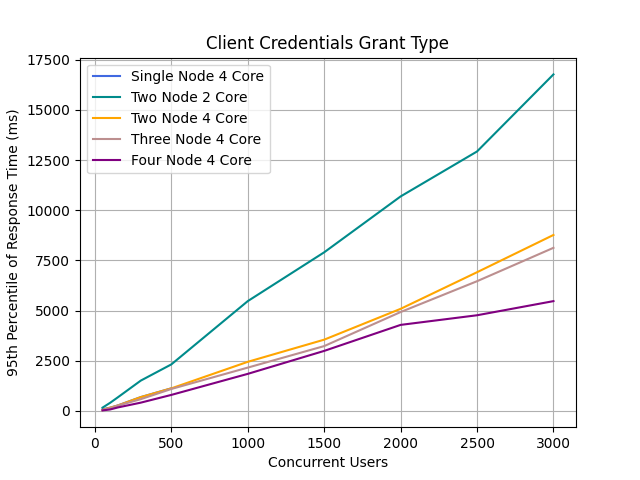 Client Credentials Grant Type
17500
15000
12500
10000
7500
5000
2500
0
95th Percentile of Response Time (ms)
Single Node 4 Core
Two Node 2 Core
Two Node 4 Core
Three Node 4 Core
Four Node 4 Core
0 500 1000 1500 2000 2500 3000
Concurrent Users